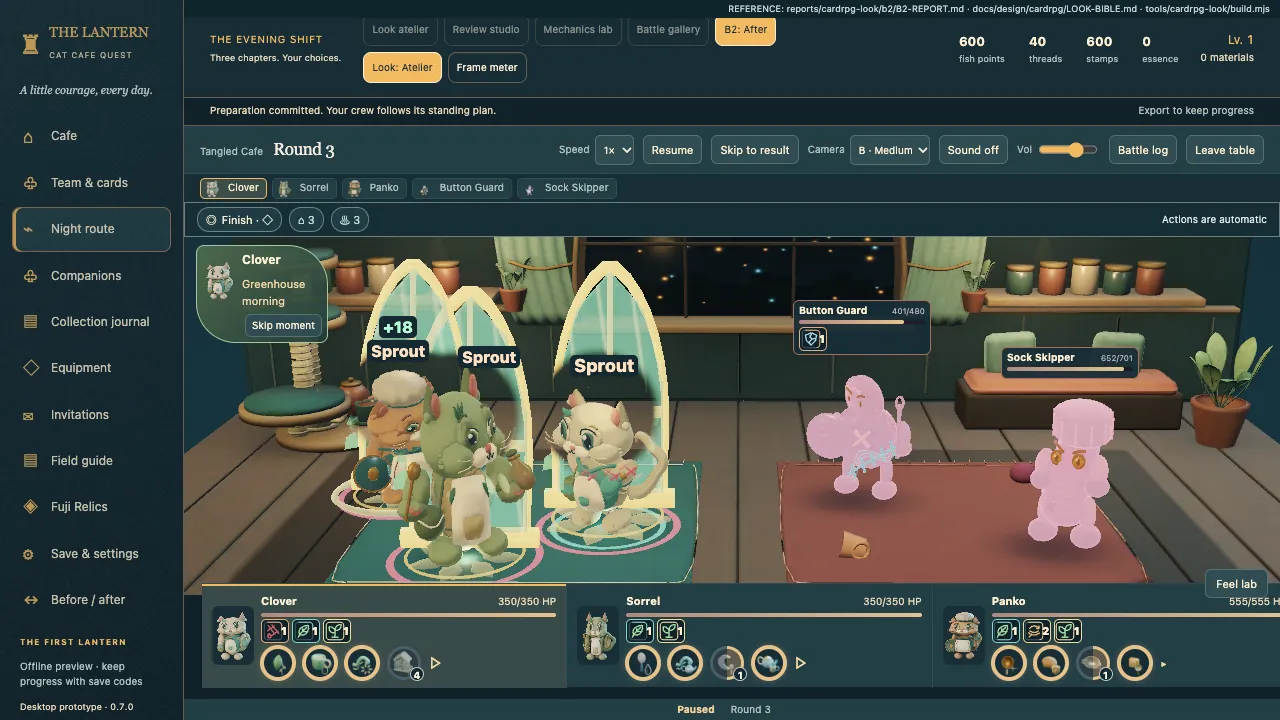 REFERENCE: reports/cardrpg-look/b2/B2-REPORT.md · docs/design/cardrpg/LOOK-BIBLE.md · tools/cardrpg-look/build.mjs
THE LANTERN
CAT CAFE QUEST
A little courage, every day.
Cafe
Team & cards
Night route
Companions
Collection journal
Equipment
Invitations
Field guide
Fuji Relics
Save & settings
Before / after
THE FIRST LANTERN
Offline preview · keep
progress with save codes
Desktop prototype · 0.7.0
THE EVENING SHIFT
Three chapters. Your choices.
Look atelier
Review studio
Mechanics lab
Battle gallery
B2: After
Look: Atelier
Frame meter
600
fish points
40
threads
600
stamps
0
essence
Lv. 1
0 materials
Preparation committed. Your crew follows its standing plan.
Export to keep progress
Tangled Cafe
Round 3
Speed
1x
Resume
Skip to result
Camera
B · Medium
Sound off
Vol
Battle log
Leave table
Clover
Sorrel
Panko
Button Guard
Sock Skipper
Finish ·
3
3
Actions are automatic
Clover
Greenhouse
morning
Skip moment
+18
Sprout
Sprout
Sprout
Button Guard 401/480
1
Sock Skipper 652/701
Feel lab
Clover 350/350 HP
1 1 1
4
Sorrel 350/350 HP
1 1
1
Panko 555/555 H
1 2 1
1
Paused Round 3